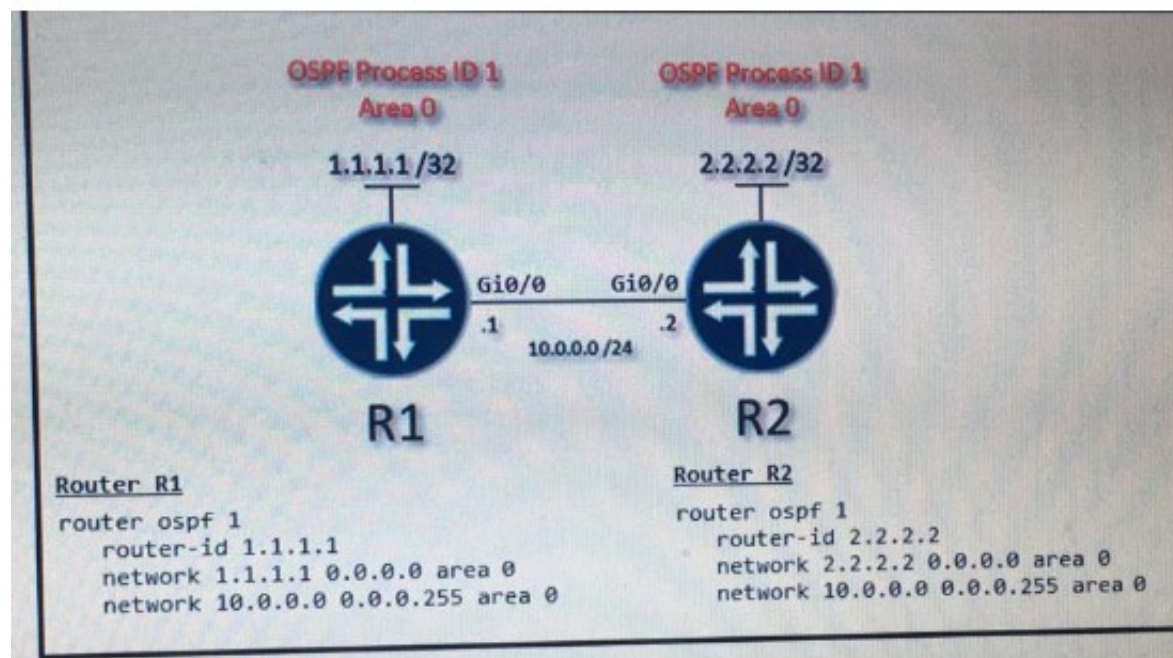 OSPF Process ID 1
Area 0
OSPF Process ID 1
Area 0
1.1.1.1 /32
2.2.2.2 /32
Gi0/0
Gi0/0
.1
.2
10.0.0.0 /24
R1
R2
Router R1
router ospf 1
router-id 1.1.1.1
network 1.1.1.1 0.0.0.0 area 0
network 10.0.0.0 0.0.0.255 area 0
Router R2
router ospf 1
router-id 2.2.2.2
network 2.2.2.2 0.0.0.0 area 0
network 10.0.0.0 0.0.0.255 area 0